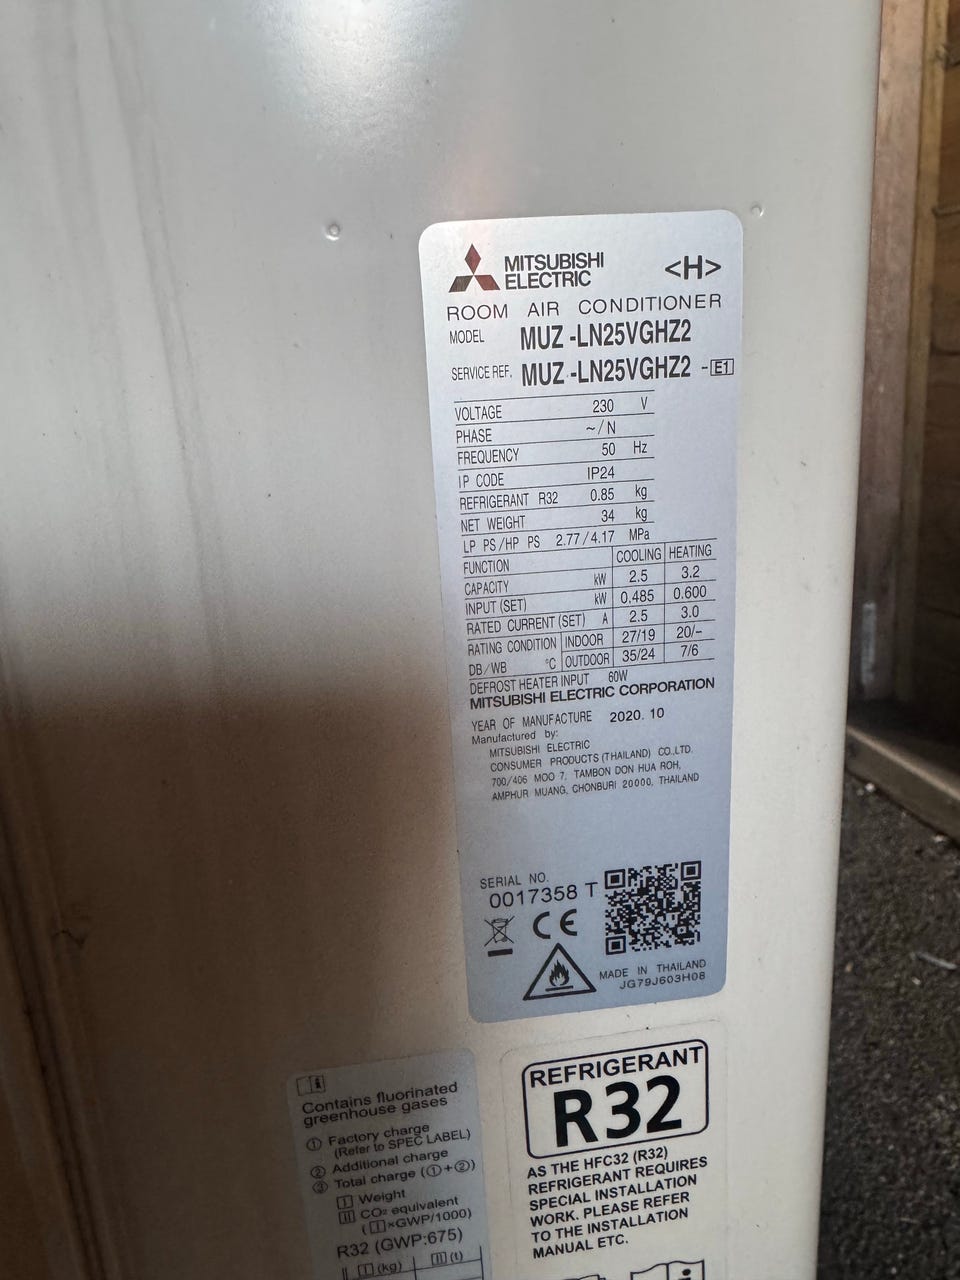 MITSUBISHI
ELECTRIC
<H>
ROOM AIR CONDITIONER
MODEL MUZ-LN25VGHZ2
SERVICE REF. MUZ-LN25VGHZ2 -E1
VOLTAGE 230 V
PHASE ~/N
FREQUENCY 50 Hz
IP CODE IP24
REFRIGERANT R32 0.85 kg
NET WEIGHT 34 kg
LP PS/HP PS 2.77/4.17 MPa
FUNCTION COOLING HEATING
CAPACITY kW 2.5 3.2
INPUT (SET) kW 0.485 0.600
RATED CURRENT (SET) A 2.5 3.0
RATING CONDITION INDOOR 27/19 20/-
DB/WB °C OUTDOOR 35/24 7/6
DEFROST HEATER INPUT 60W
MITSUBISHI ELECTRIC CORPORATION
YEAR OF MANUFACTURE 2020.10
Manufactured by:
MITSUBISHI ELECTRIC
CONSUMER PRODUCTS (THAILAND) CO.,LTD.
700/406 MOO 7, TAMBON DON HUA ROH,
AMPHUR MUANG, CHONBURI 20000, THAILAND
SERIAL NO.
0017358 T
CE
MADE IN THAILAND
JG79J603H08
i
Contains fluorinated
greenhouse gases
① Factory charge
(Refer to SPEC LABEL)
② Additional charge
③ Total charge (①+②)
I Weight
II CO₂ equivalent
(I×GWP/1000)
R32 (GWP:675)
I (kg) II (t)
REFRIGERANT
R32
AS THE HFC32 (R32)
REFRIGERANT REQUIRES
SPECIAL INSTALLATION
WORK. PLEASE REFER
TO THE INSTALLATION
MANUAL ETC.